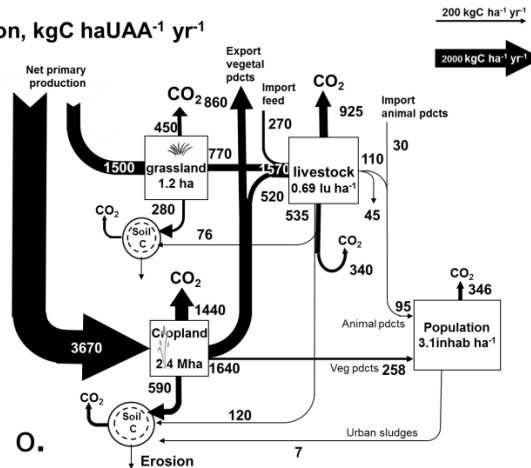 on, kgC haUAA⁻¹ yr⁻¹
200 kgC ha⁻¹ yr⁻¹
2000 kgC ha⁻¹ yr⁻¹
Net primary
production
Export
vegetal
pdcts
Import
feed
Import
animal pdcts
CO₂
860
CO₂
450
270
925
30
1500
grassland
1.2 ha
770
1570
520
livestock
0.69 lu ha⁻¹
110
45
280
535
CO₂
Soil
C
76
CO₂
340
CO₂
1440
CO₂
346
3670
Cropland
2.4 Mha
1640
95
Animal pdcts
Population
3.1inhab ha⁻¹
Veg pdcts
258
590
CO₂
Soil
C
120
Urban sludges
7
o.
Erosion